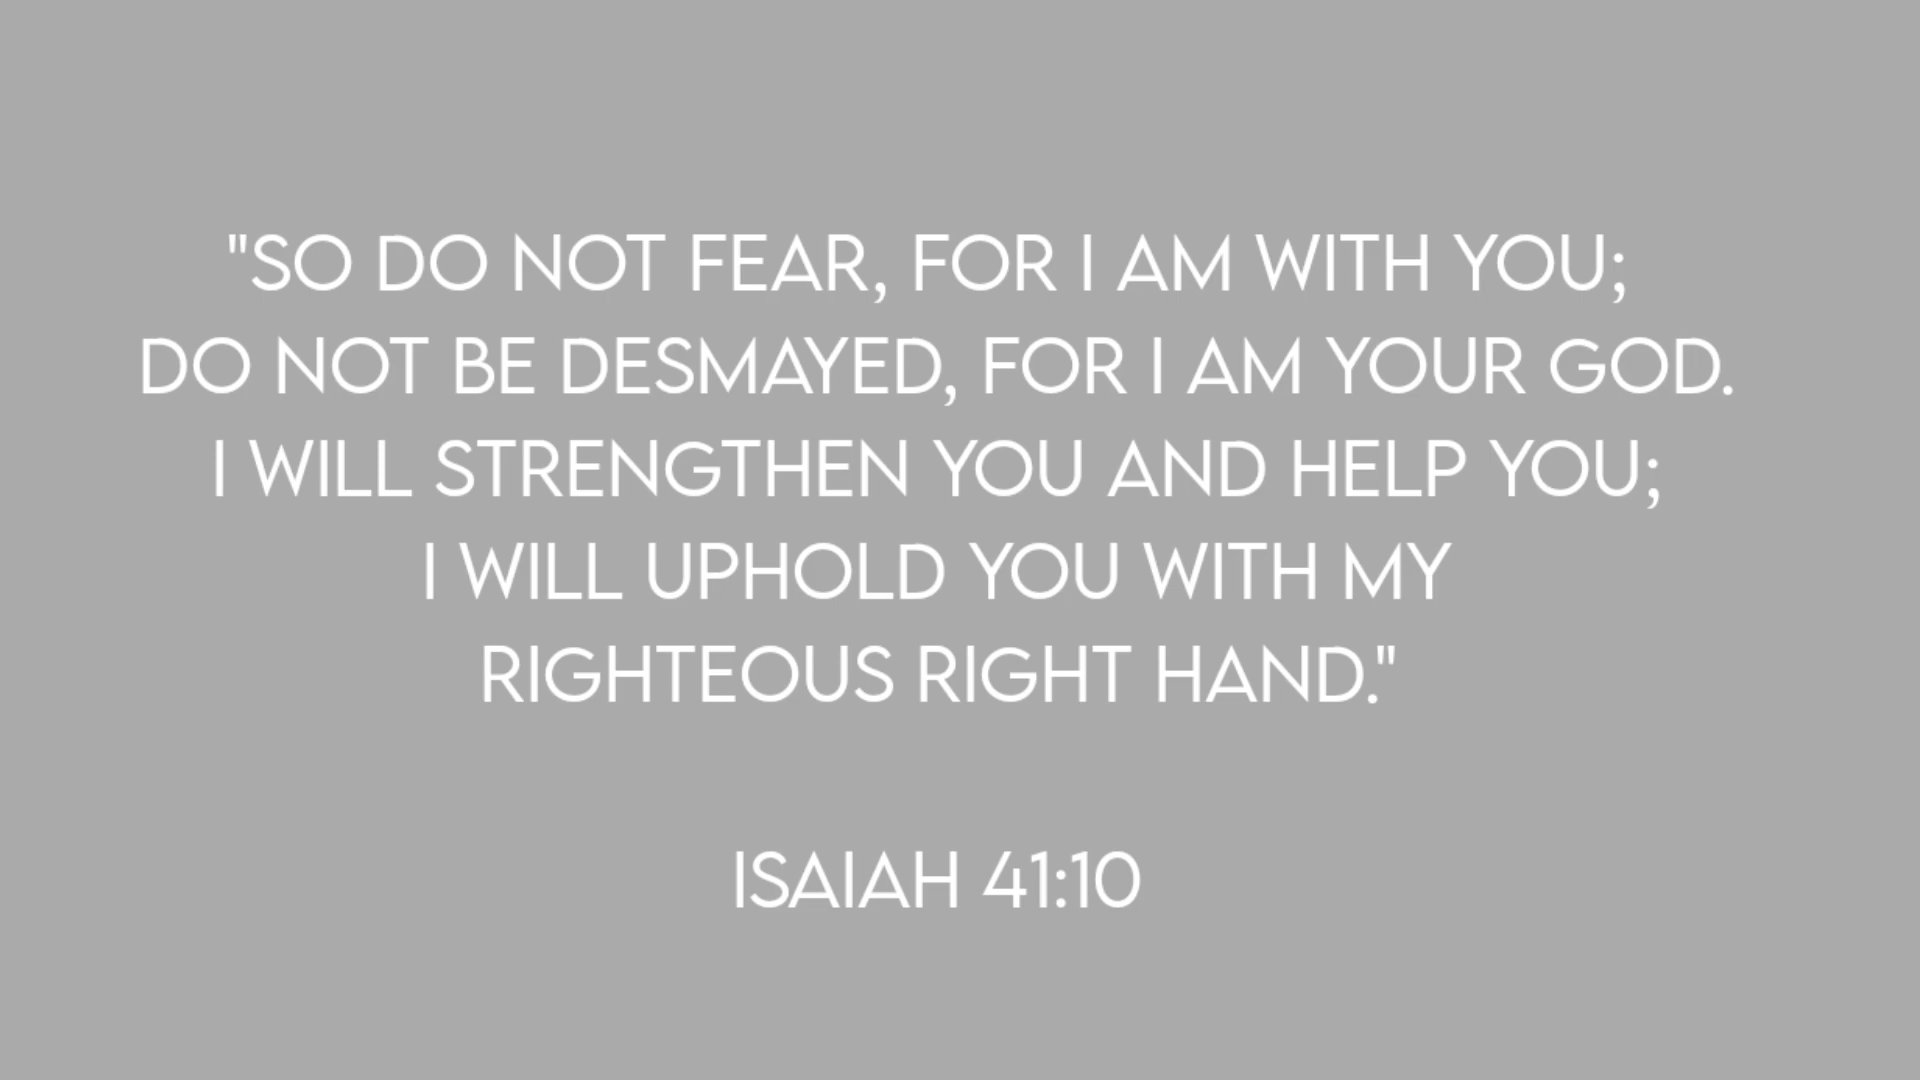 "SO DO NOT FEAR, FOR I AM WITH YOU;
DO NOT BE DESMAYED, FOR I AM YOUR GOD.
I WILL STRENGTHEN YOU AND HELP YOU;
I WILL UPHOLD YOU WITH MY
RIGHTEOUS RIGHT HAND."
ISAIAH 41:10